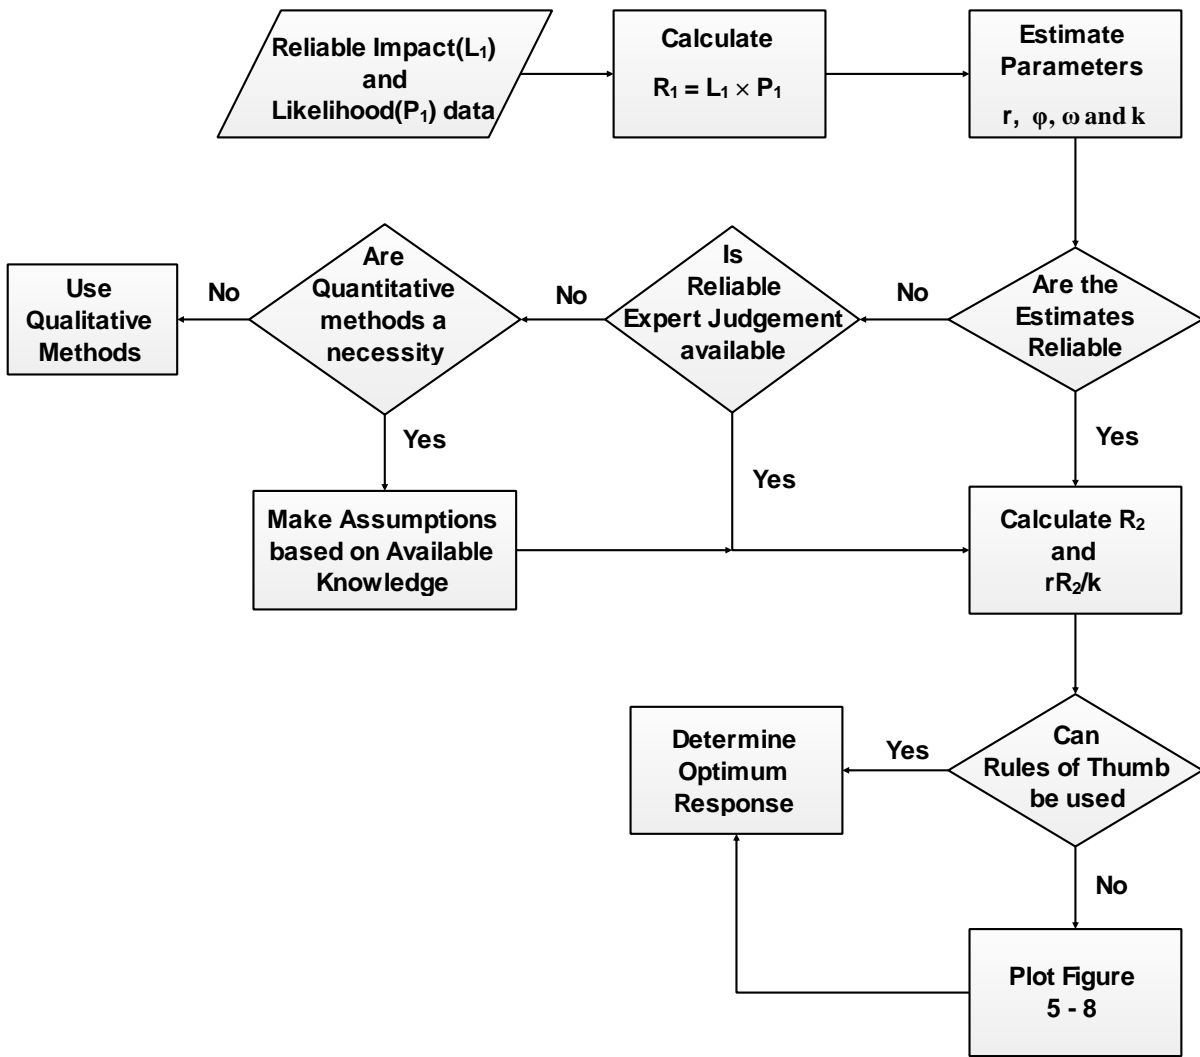 Reliable Impact(L₁)
and
Likelihood(P₁) data
Calculate
R₁ = L₁ × P₁
Estimate
Parameters
r, φ, ω and k
Use
Qualitative
Methods
No
Are
Quantitative
methods a
necessity
No
Is
Reliable
Expert Judgement
available
No
Are the
Estimates
Reliable
Yes
Yes
Yes
Make Assumptions
based on Available
Knowledge
Calculate R₂
and
rR₂/k
Determine
Optimum
Response
Yes
Can
Rules of Thumb
be used
No
Plot Figure
5 - 8